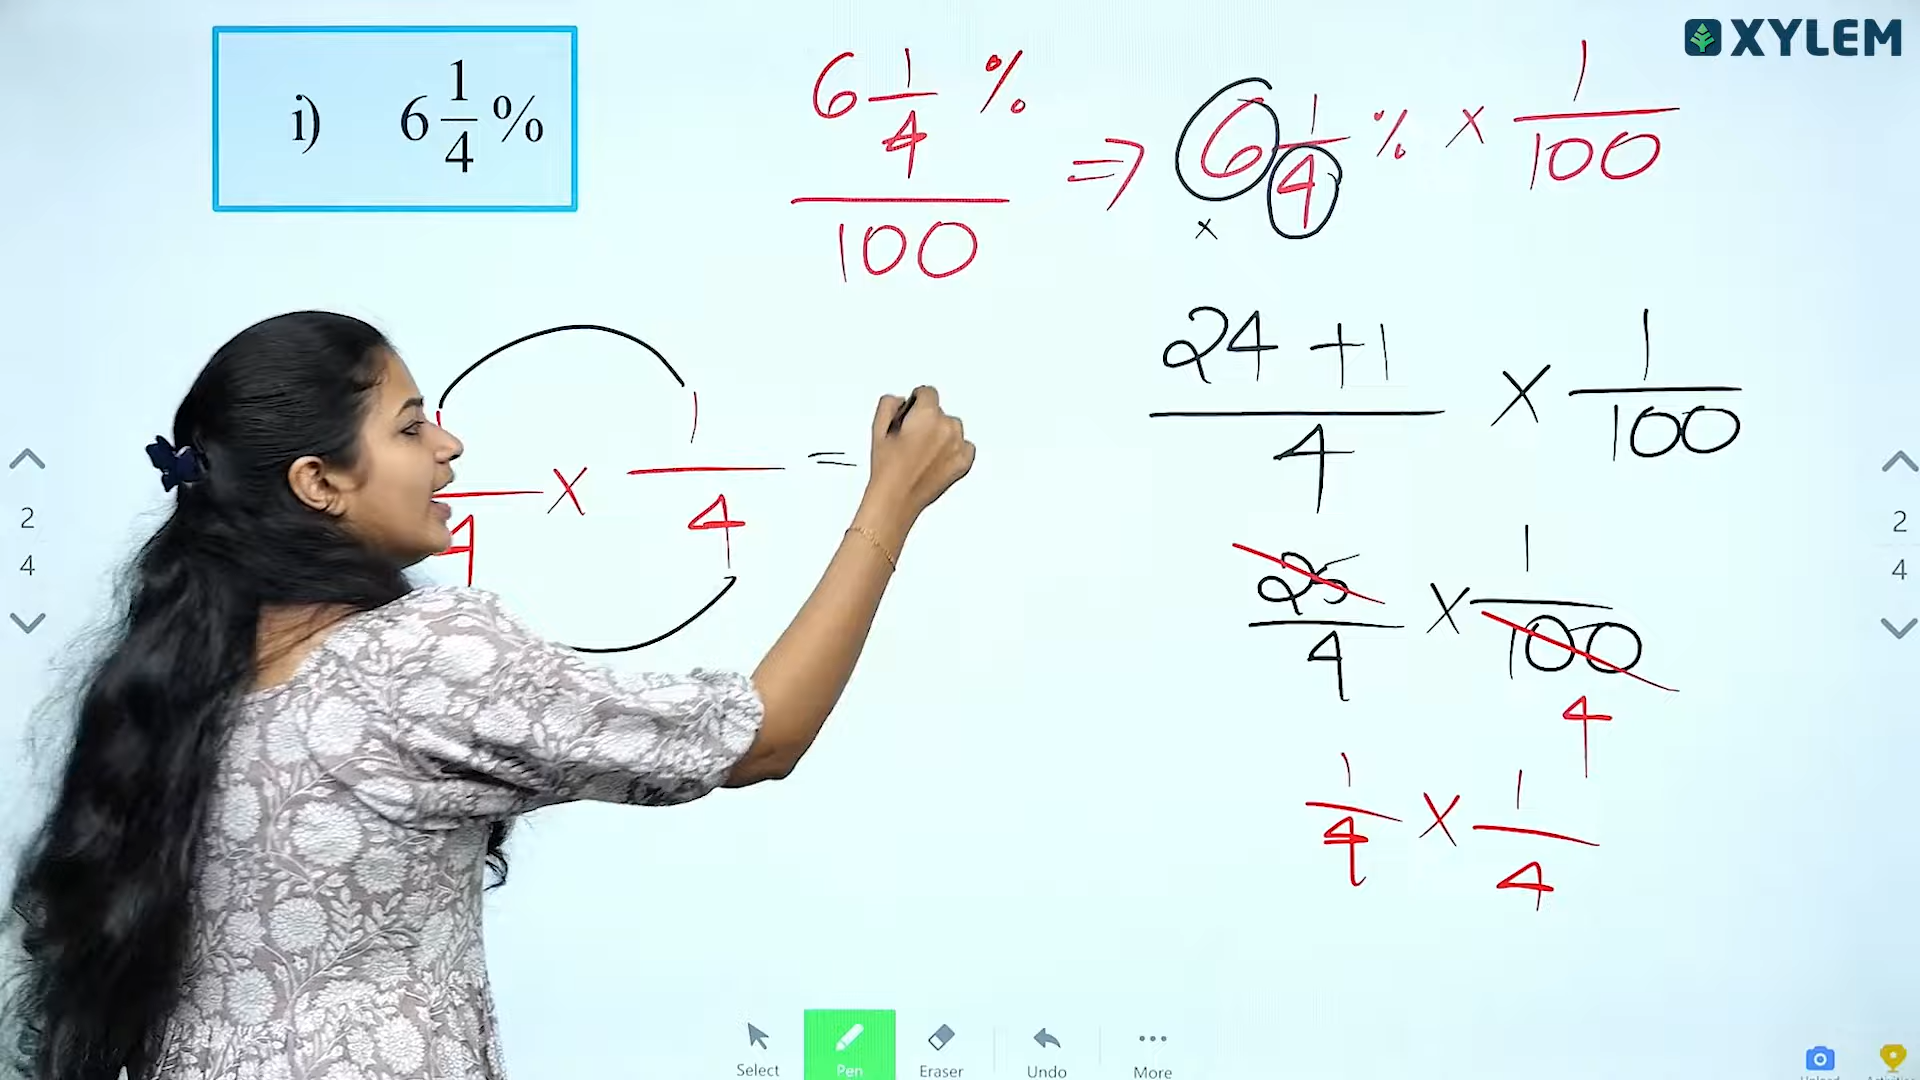 XYLEM
i) 6 1/4 %
6 1/4 % / 100
⇒ 6 1/4 % × 1/100
×
24 + 1 / 4 × 1/100
25/4 × 1/100
4
1/4 × 1/4
1/4 × 1/4 =
2
4
2
4
Select
Pen
Eraser
Undo
More